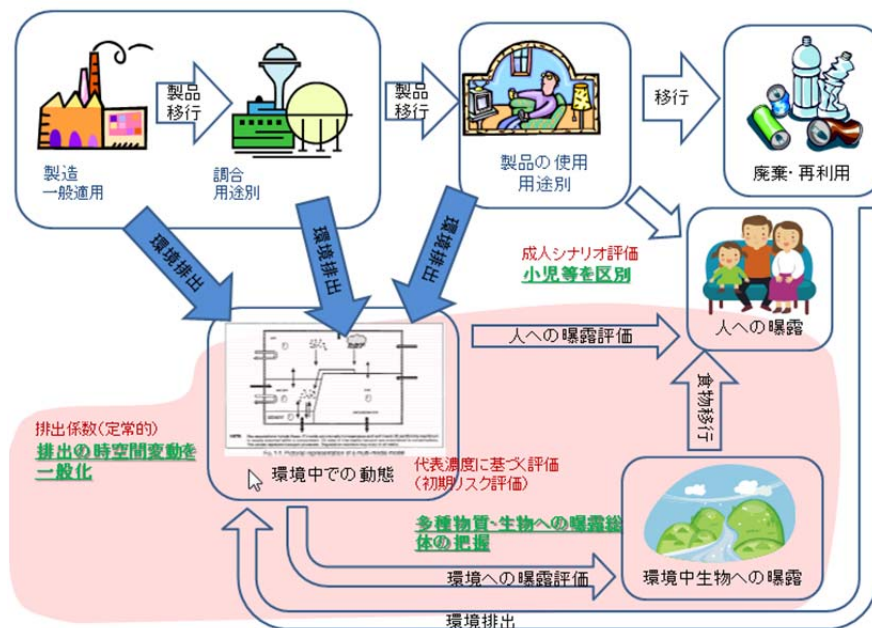 製品
移行
製品
移行
移行
製造
一般適用
調合
用途別
製品の使用
用途別
廃棄・再利用
環境排出
環境排出
環境排出
成人シナリオ評価
小児等を区別
人への曝露
人への曝露評価
食物移行
排出係数(定常的)
排出の時空間変動を
一般化
環境中での動態
代表濃度に基づく評価
(初期リスク評価)
多種物質・生物への曝露総
体の把握
環境への曝露評価
環境中生物への曝露
環境排出